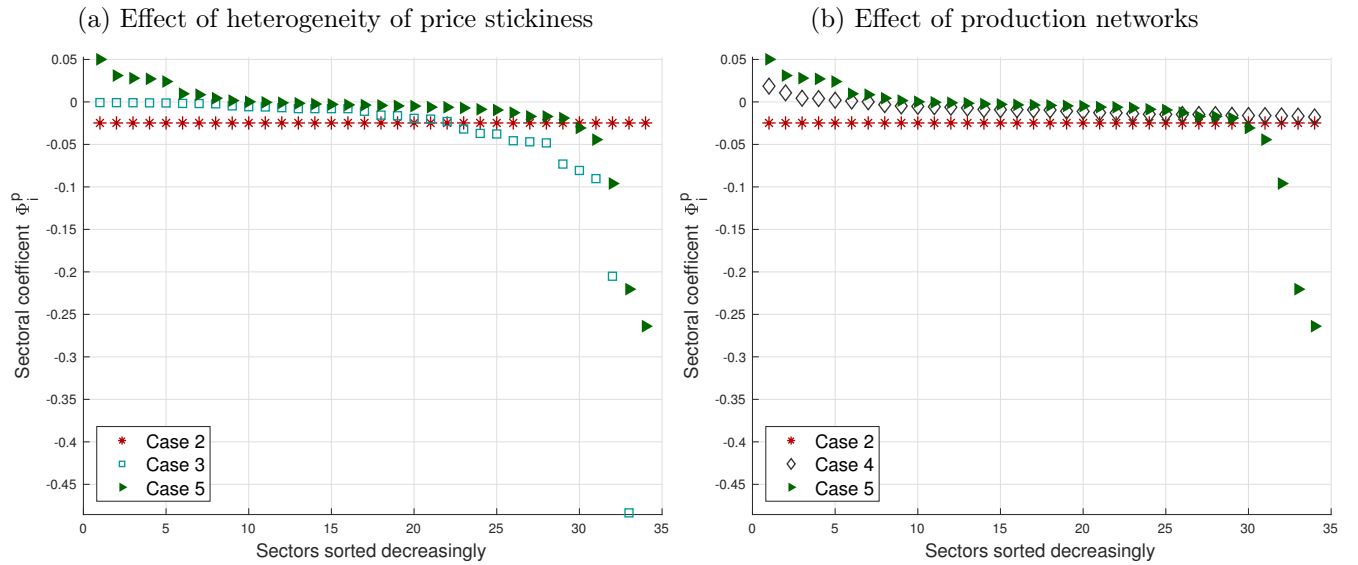 (a) Effect of heterogeneity of price stickiness
0.05
0
-0.05
-0.1
-0.15
-0.2
-0.25
-0.3
-0.35
-0.4
-0.45
Sectoral coefficent Φ_i^p
Case 2
Case 3
Case 5
0 5 10 15 20 25 30 35
Sectors sorted decreasingly
(b) Effect of production networks
0.05
0
-0.05
-0.1
-0.15
-0.2
-0.25
-0.3
-0.35
-0.4
-0.45
Sectoral coefficent Φ_i^p
Case 2
Case 4
Case 5
0 5 10 15 20 25 30 35
Sectors sorted decreasingly